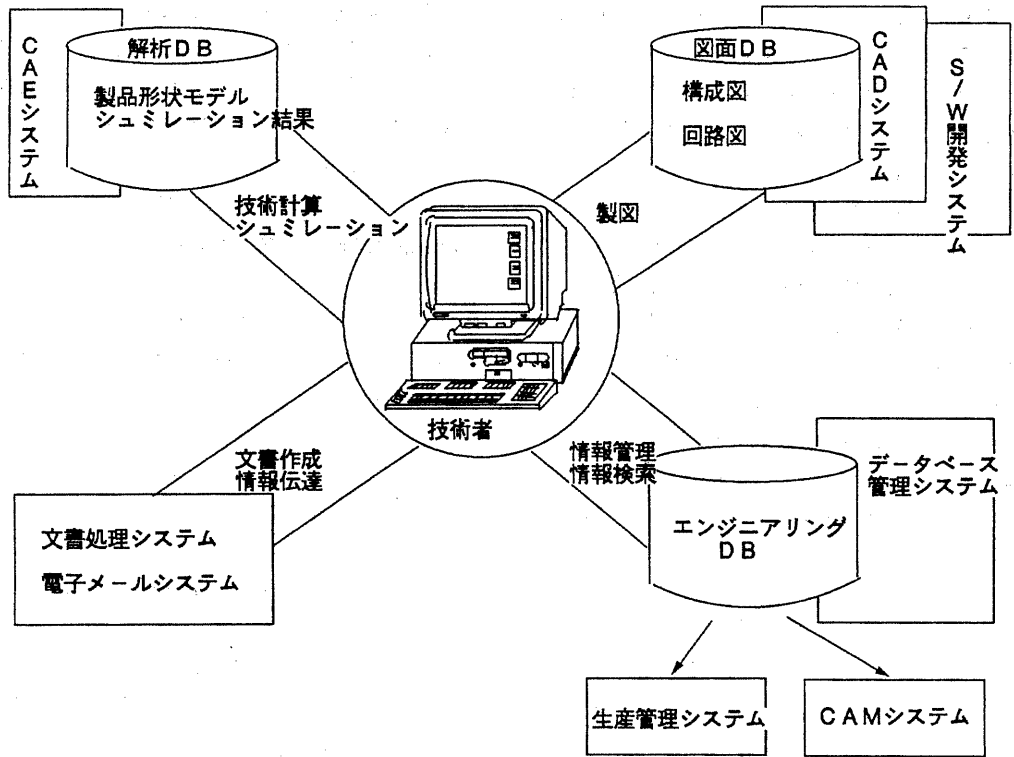 CAEシステム
解析DB
製品形状モデル
シュミレーション結果
技術計算
シュミレーション
図面DB
構成図
回路図
CADシステム
S/W開発システム
製図
技術者
文書作成
情報伝達
文書処理システム
電子メールシステム
情報管理
情報検索
エンジニアリング
DB
データベース
管理システム
生産管理システム
CAMシステム